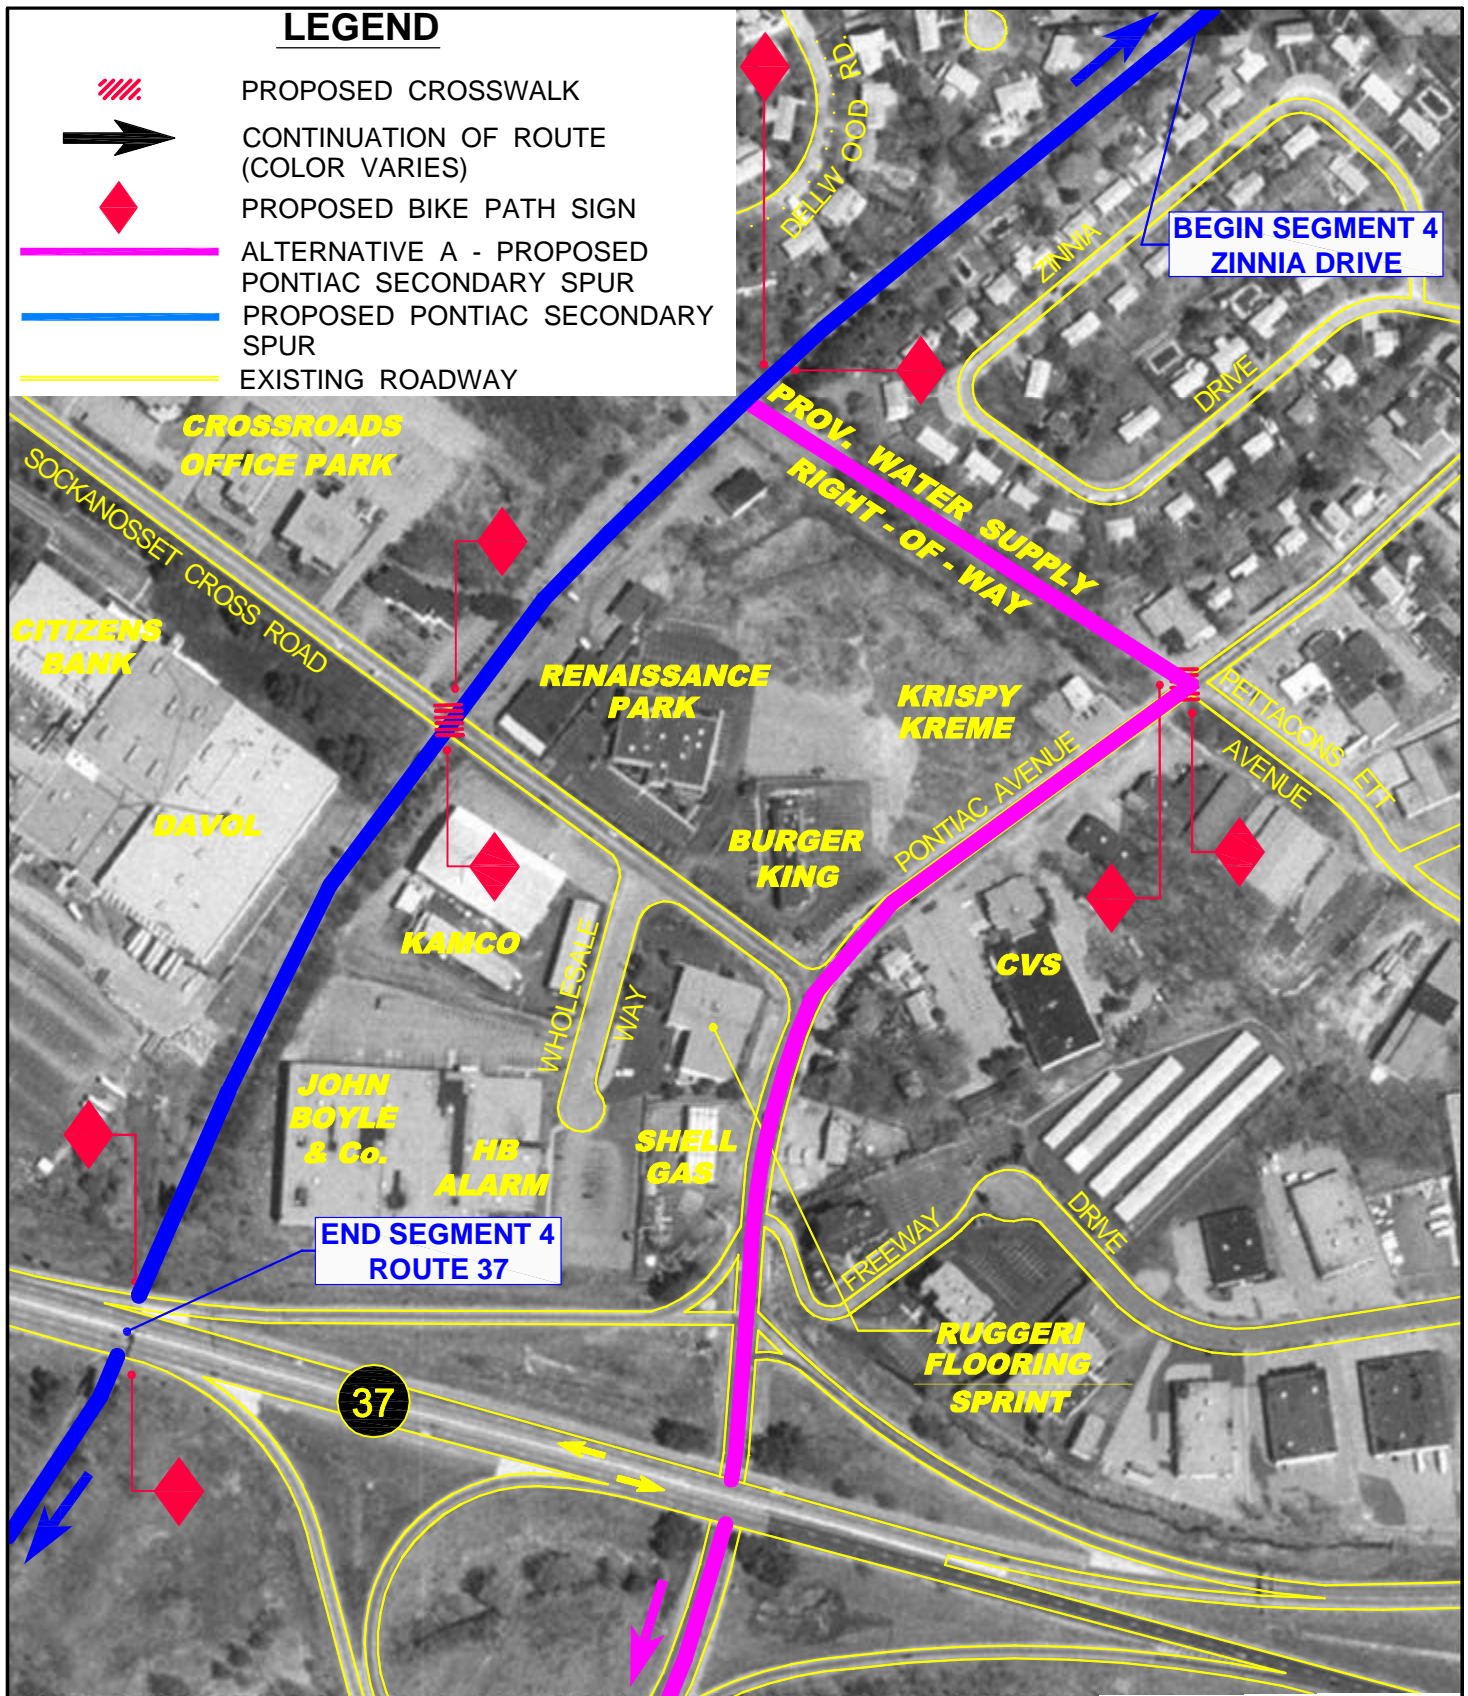 LEGEND
PROPOSED CROSSWALK
CONTINUATION OF ROUTE
(COLOR VARIES)
PROPOSED BIKE PATH SIGN
ALTERNATIVE A - PROPOSED
PONTIAC SECONDARY SPUR
PROPOSED PONTIAC SECONDARY
SPUR
EXISTING ROADWAY
DELLW OOD RD.
BEGIN SEGMENT 4
ZINNIA DRIVE
ZINNIA
DRIVE
PROV. WATER SUPPLY
RIGHT - OF - WAY
CROSSROADS
OFFICE PARK
SOCKANOSSET CROSS ROAD
CITIZENS
BANK
DAVOL
RENAISSANCE
PARK
KRISPY
KREME
PETTACONS ETT
AVENUE
PONTIAC AVENUE
BURGER
KING
KAMCO
WHOLESALE
WAY
CVS
JOHN
BOYLE
& Co.
HB
ALARM
SHELL
GAS
END SEGMENT 4
ROUTE 37
FREEWAY
DRIVE
RUGGERI
FLOORING
SPRINT
37